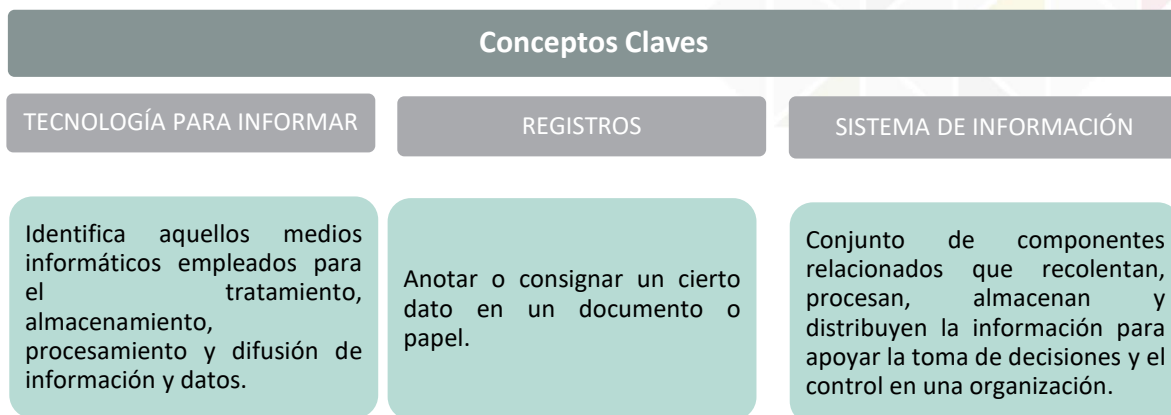 Conceptos Claves
TECNOLOGÍA PARA INFORMAR
REGISTROS
SISTEMA DE INFORMACIÓN
Identifica aquellos medios
informáticos empleados para
el tratamiento,
almacenamiento,
procesamiento y difusión de
información y datos.
Anotar o consignar un cierto
dato en un documento o
papel.
Conjunto de componentes
relacionados que recolentan,
procesan, almacenan y
distribuyen la información para
apoyar la toma de decisiones y el
control en una organización.